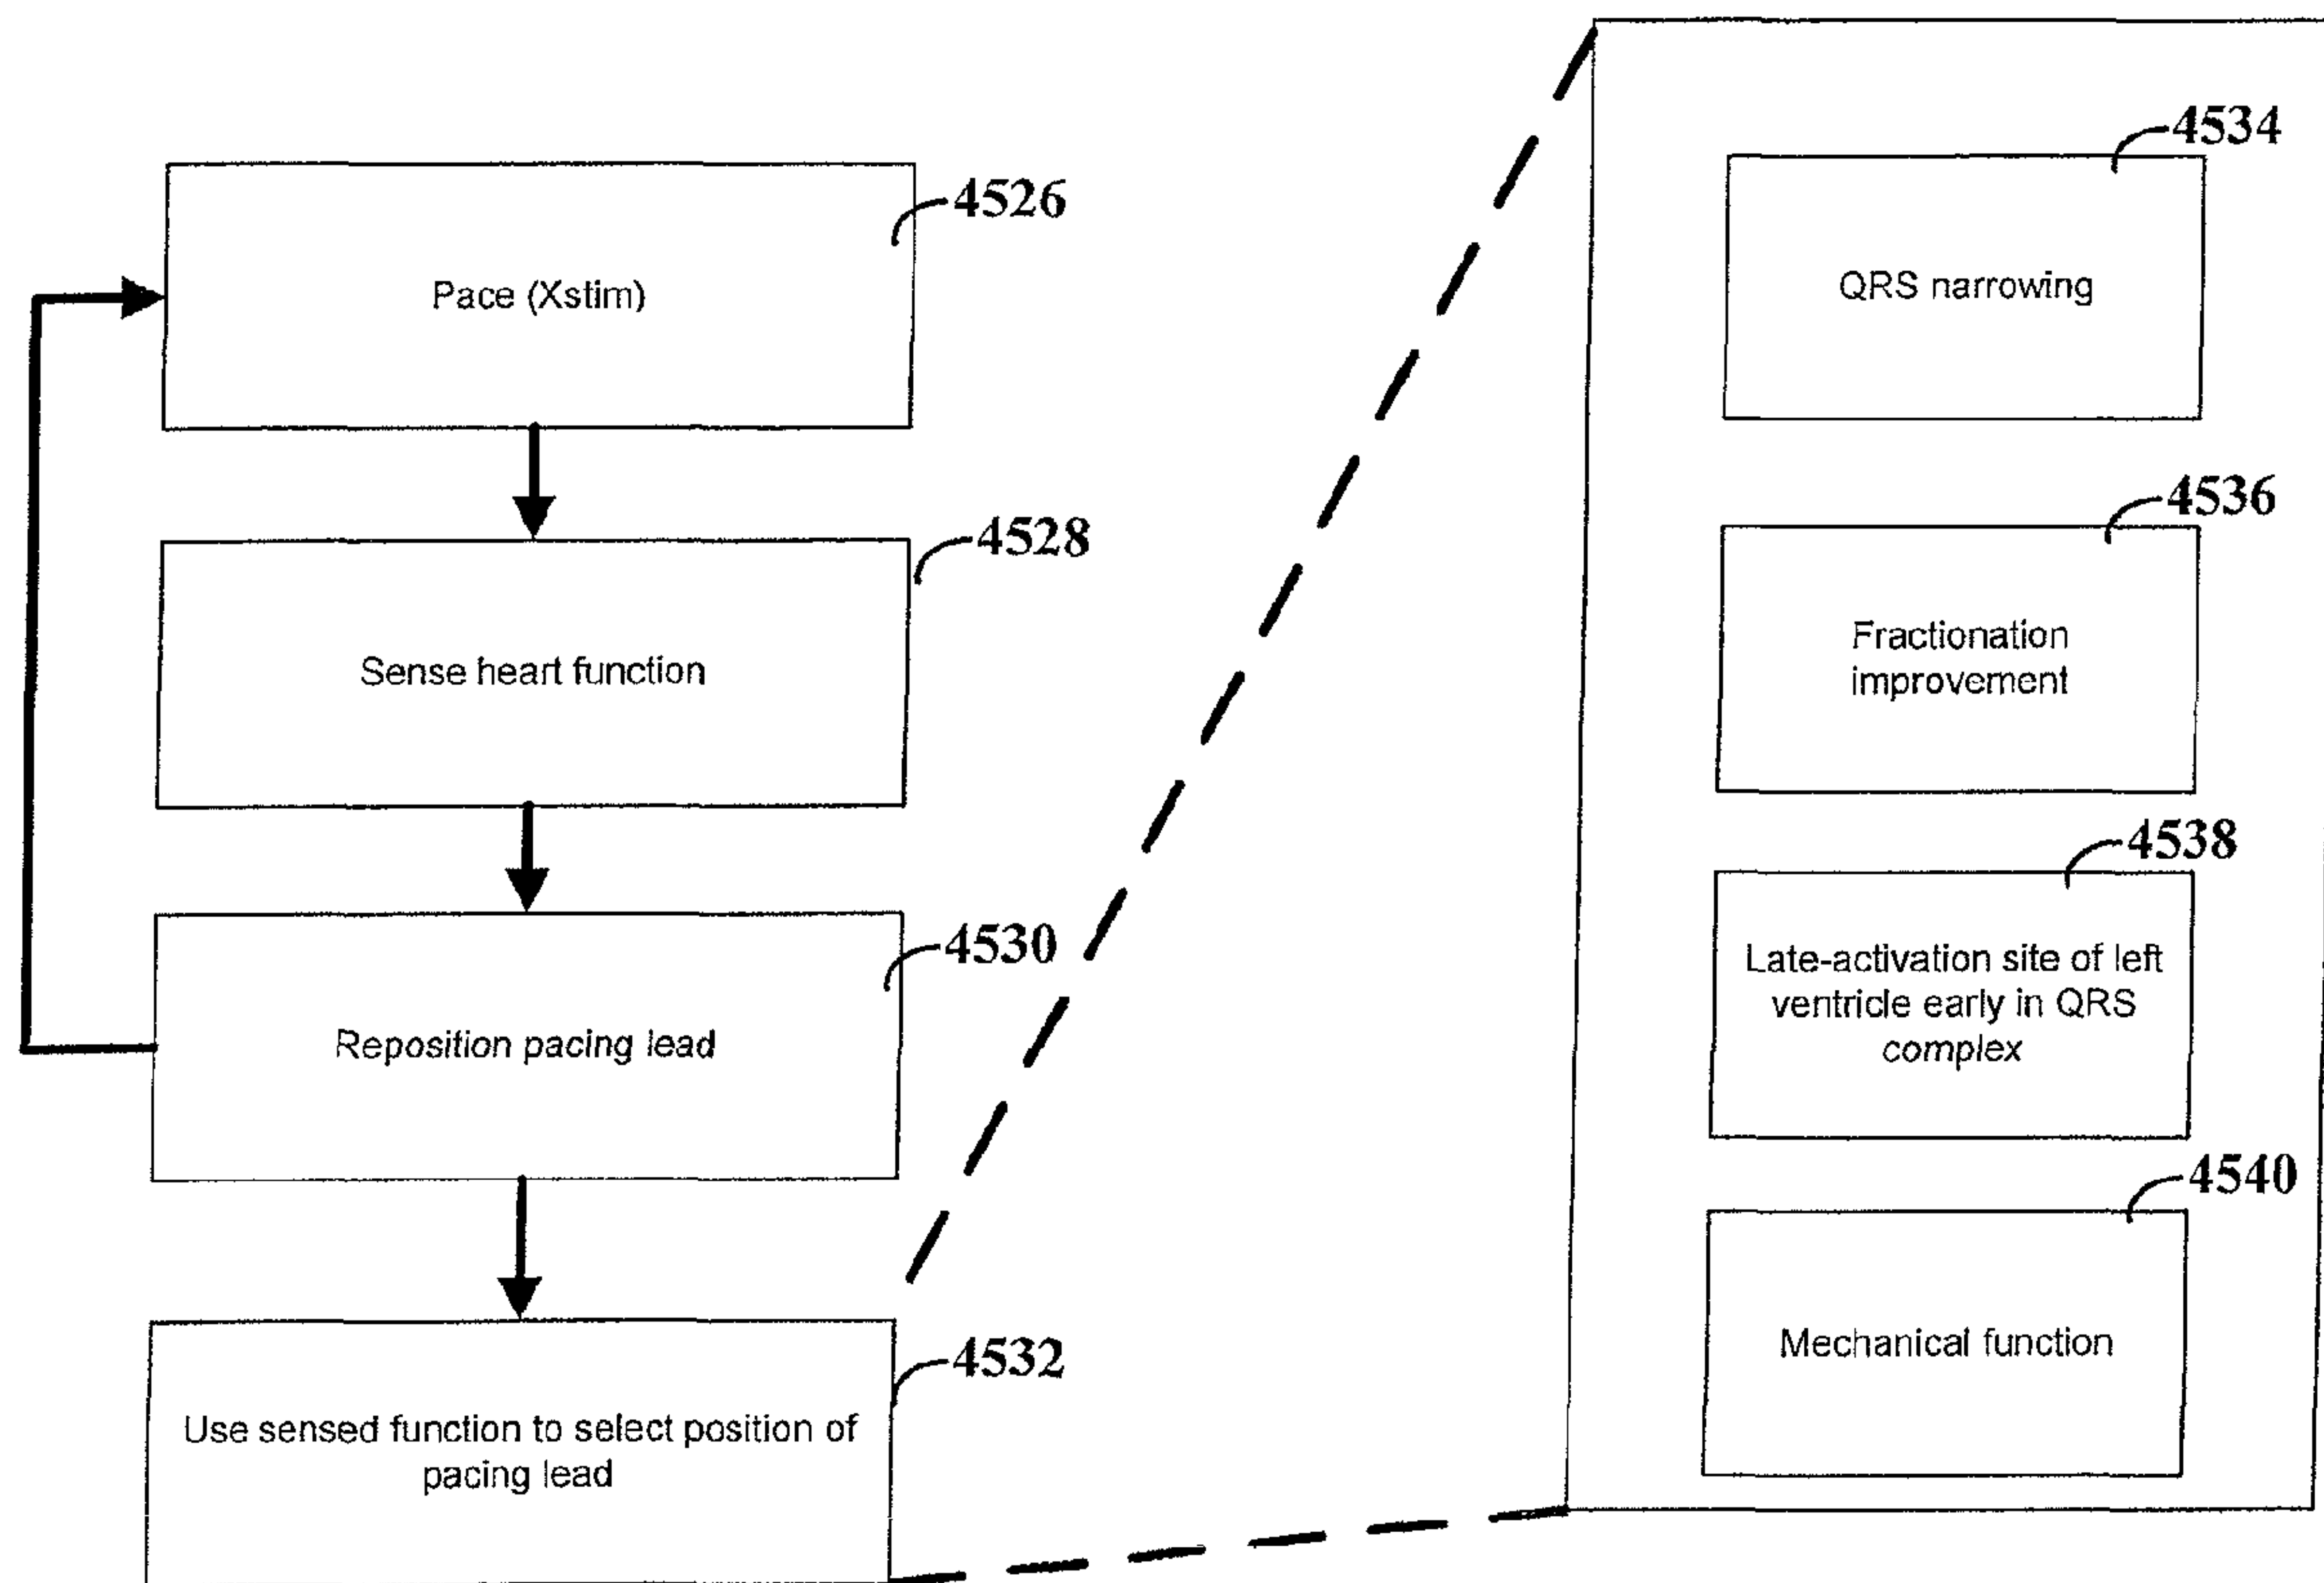 4526
Pace (Xstim)
4528
Sense heart function
4530
Reposition pacing lead
4532
Use sensed function to select position of
pacing lead
4534
QRS narrowing
4536
Fractionation
improvement
4538
Late-activation site of left
ventricle early in QRS
complex
4540
Mechanical function